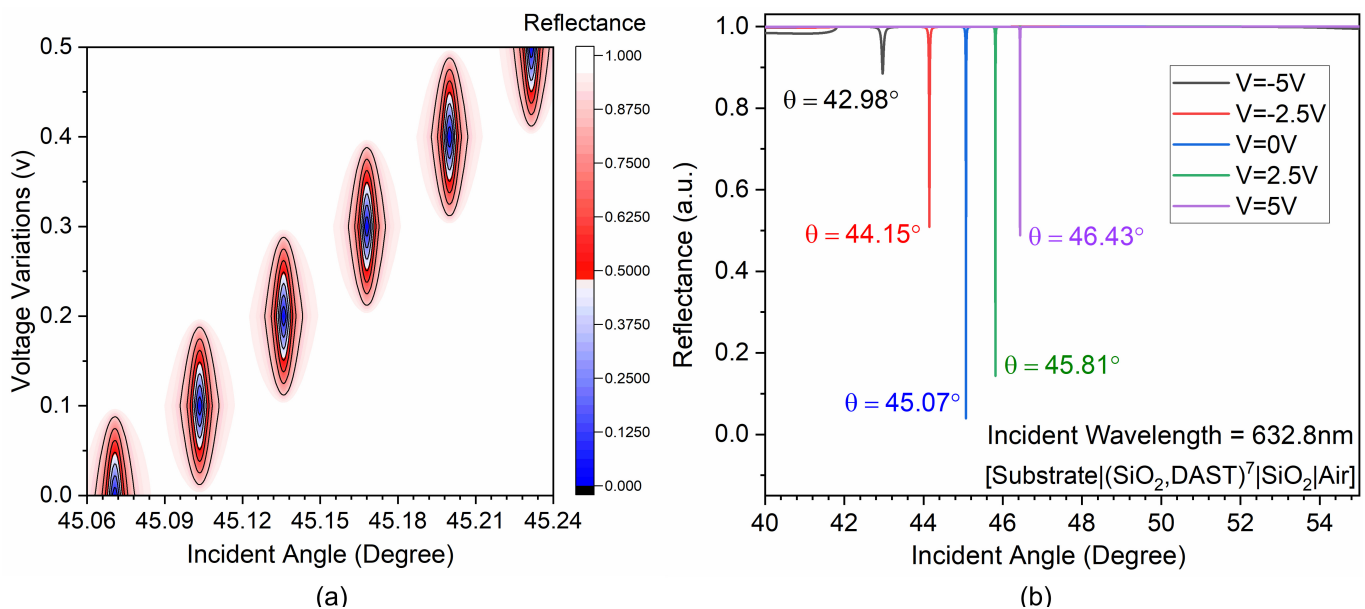 Reflectance
0.5
0.4
0.3
0.2
0.1
0.0
Voltage Variations (v)
45.06 45.09 45.12 45.15 45.18 45.21 45.24
Incident Angle (Degree)
1.000
0.8750
0.7500
0.6250
0.5000
0.3750
0.2500
0.1250
0.000
(a)
1.0
0.8
0.6
0.4
0.2
0.0
Reflectance (a.u.)
V=-5V
V=-2.5V
V=0V
V=2.5V
V=5V
θ = 42.98°
θ = 44.15°
θ = 46.43°
θ = 45.81°
θ = 45.07°
Incident Wavelength = 632.8nm
[Substrate|(SiO₂,DAST)⁷|SiO₂|Air]
40 42 44 46 48 50 52 54
Incident Angle (Degree)
(b)